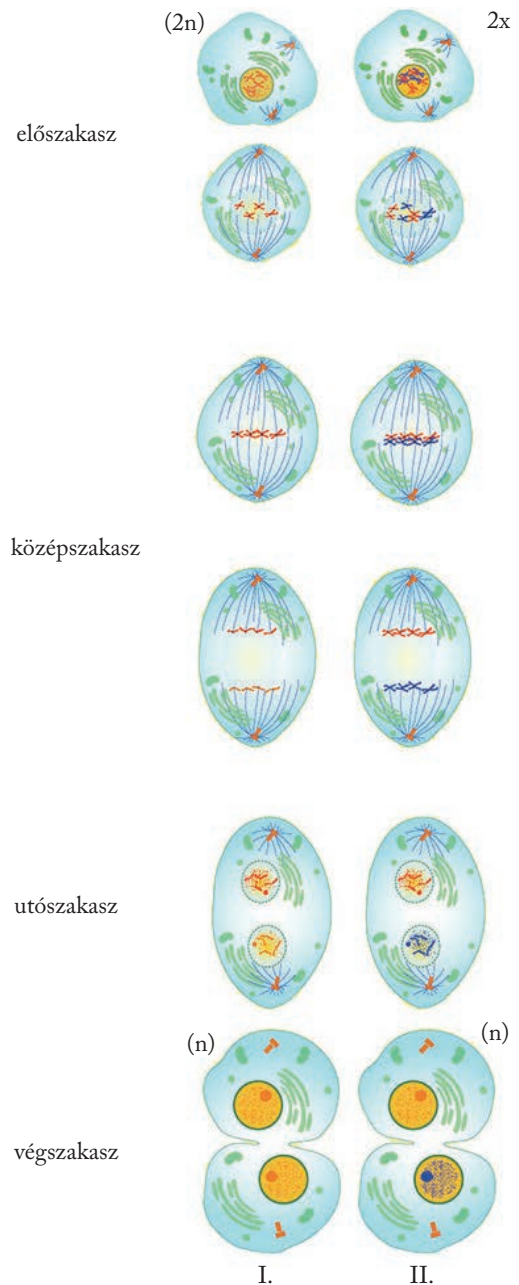 (2n)
2x
előszakasz
középszakasz
utószakasz
(n)
(n)
végszakasz
I.
II.